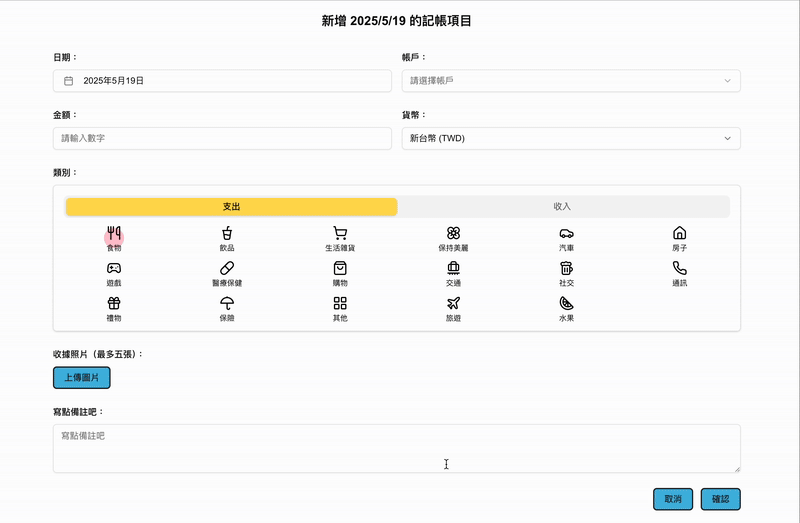 新增 2025/5/19 的記帳項目
日期：
帳戶：
2025年5月19日
請選擇帳戶
金額：
貨幣：
請輸入數字
新台幣 (TWD)
類別：
支出
收入
食物
飲品
生活雜貨
保持美麗
汽車
房子
遊戲
醫療保健
購物
交通
社交
通訊
禮物
保險
其他
旅遊
水果
收據照片（最多五張）：
上傳圖片
寫點備註吧：
寫點備註吧
取消
確認